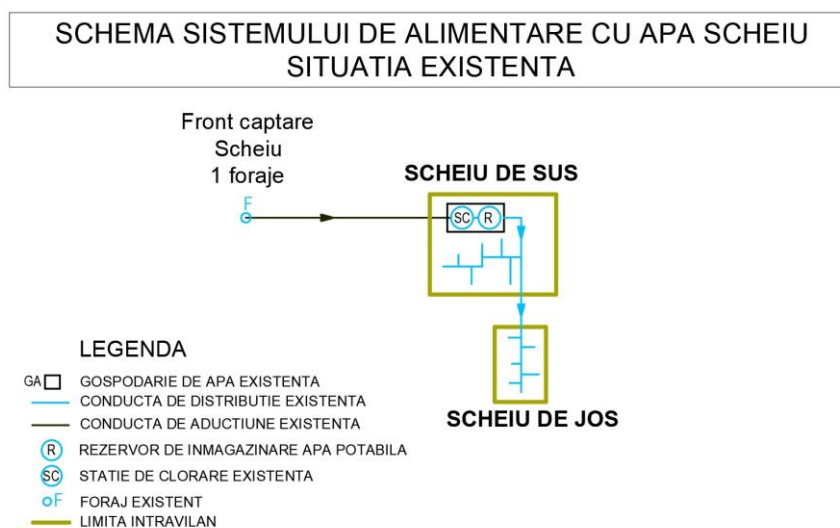 SCHEMA SISTEMULUI DE ALIMENTARE CU APA SCHEIU
SITUATIA EXISTENTA
Front captare
Scheiu
1 foraje
F
SCHEIU DE SUS
SC
R
SCHEIU DE JOS
LEGENDA
GA GOSPODARIE DE APA EXISTENTA
CONDUCTA DE DISTRIBUTIE EXISTENTA
CONDUCTA DE ADUCTIUNE EXISTENTA
R REZERVOR DE INMAGAZINARE APA POTABILA
SC STATIE DE CLORARE EXISTENTA
F FORAJ EXISTENT
LIMITA INTRAVILAN